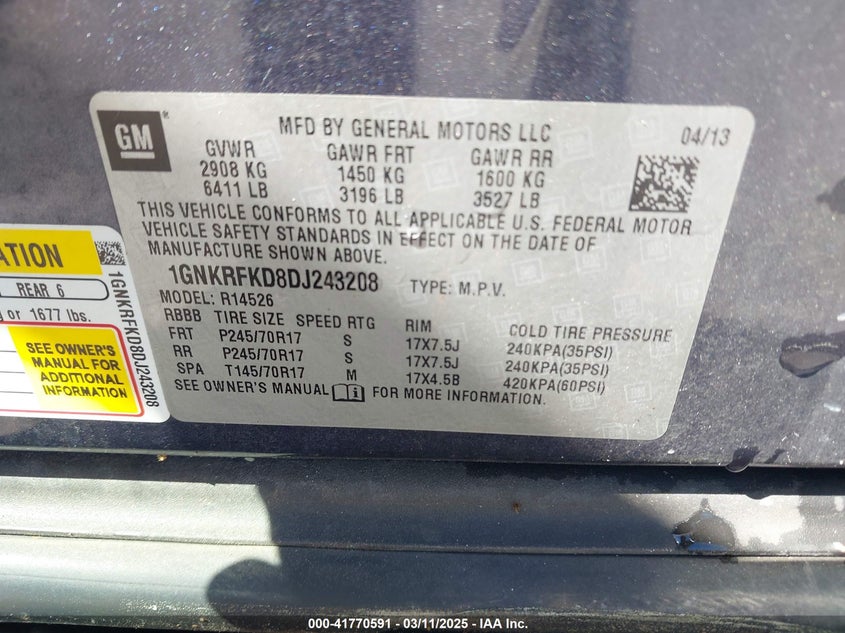 GM
MFD BY GENERAL MOTORS LLC
04/13
GVWR GAWR FRT GAWR RR
2908 KG 1450 KG 1600 KG
6411 LB 3196 LB 3527 LB
THIS VEHICLE CONFORMS TO ALL APPLICABLE U.S. FEDERAL MOTOR
VEHICLE SAFETY STANDARDS IN EFFECT ON THE DATE OF
MANUFACTURE SHOWN ABOVE.
1GNKRFKD8DJ243208 TYPE: M.P.V.
MODEL: R14526
RBBB TIRE SIZE SPEED RTG RIM COLD TIRE PRESSURE
FRT P245/70R17 S 17X7.5J 240KPA(35PSI)
RR P245/70R17 S 17X7.5J 240KPA(35PSI)
SPA T145/70R17 M 17X4.5B 420KPA(60PSI)
SEE OWNER'S MANUAL FOR MORE INFORMATION.
REAR 6
or 1677 lbs.
SEE OWNER'S
MANUAL FOR
ADDITIONAL
INFORMATION
1GNKRFKD8DJ243208
000-41770591 / 03/11/2025 - IAA Inc.